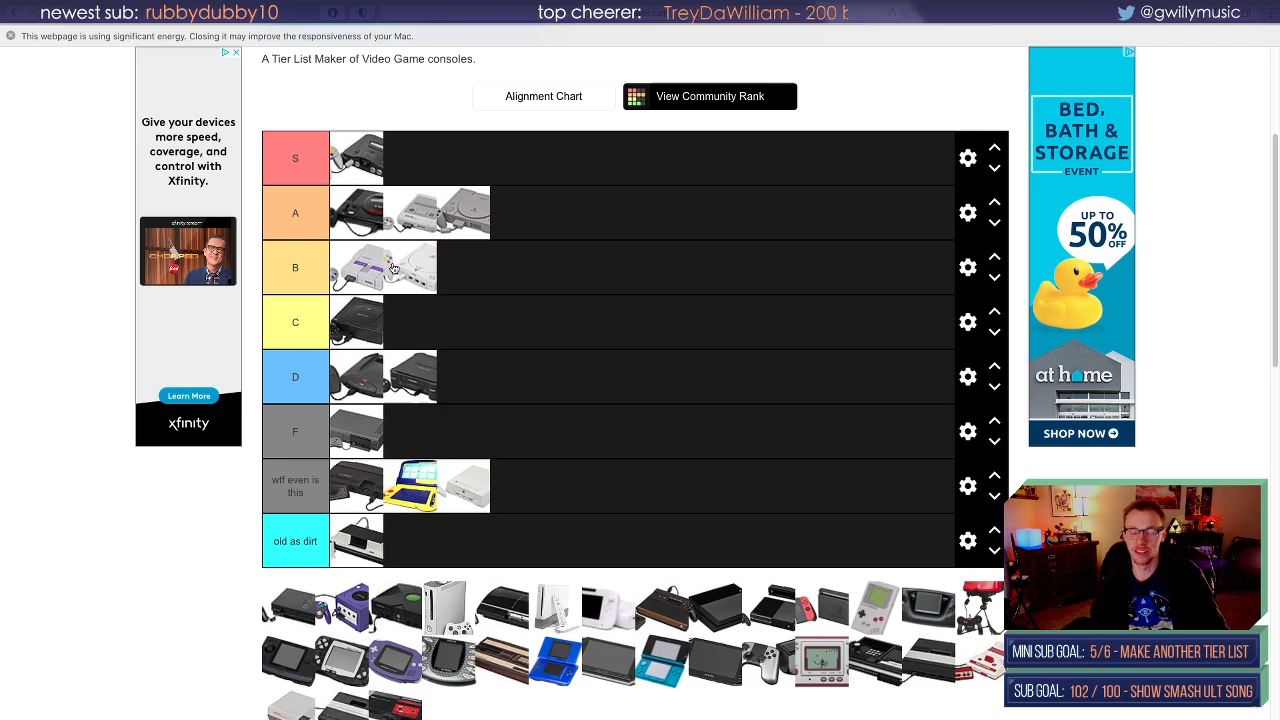 newest sub: rubbydubby10
top cheerer: TreyDaWilliam - 200 b
@gwillymusic
This webpage is using significant energy. Closing it may improve the responsiveness of your Mac.
A Tier List Maker of Video Game consoles.
Alignment Chart
View Community Rank
Give your devices
more speed,
coverage, and
control with
Xfinity.
Learn More
xfinity
S
A
B
C
D
F
wtf even is
this
old as dirt
BED,
BATH &
STORAGE
EVENT
UP TO
50%
OFF
at home
SHOP NOW
MINI SUB GOAL: 5/6 - MAKE ANOTHER TIER LIST
SUB GOAL: 102 / 100 - SHOW SMASH ULT SONG